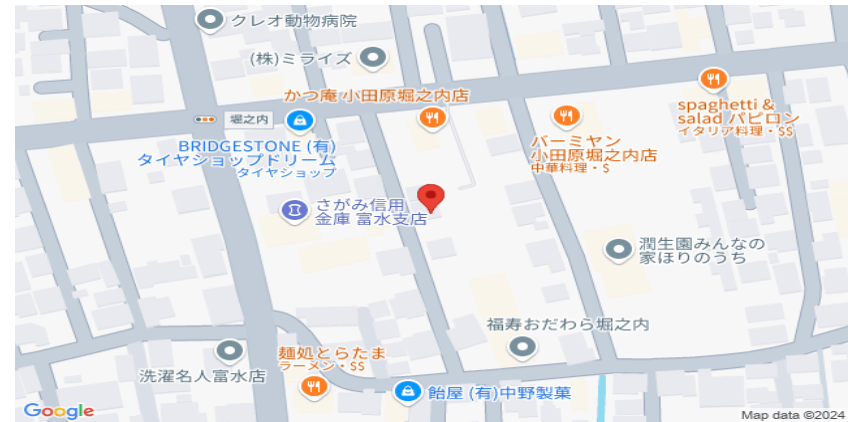 クレオ動物病院
(株)ミライズ
かつ庵 小田原堀之内店
堀之内
BRIDGESTONE (有)
タイヤショップドリーム
タイヤショップ
spaghetti &
salad パピロン
イタリア料理・$$
バーミヤン
小田原堀之内店
中華料理・$
さがみ信用
金庫 富水支店
潤生園みんなの
家ほりのうち
福寿おだわら堀之内
麺処とらたま
ラーメン・$$
洗濯名人富水店
飴屋 (有)中野製菓
Google
Map data ©2024